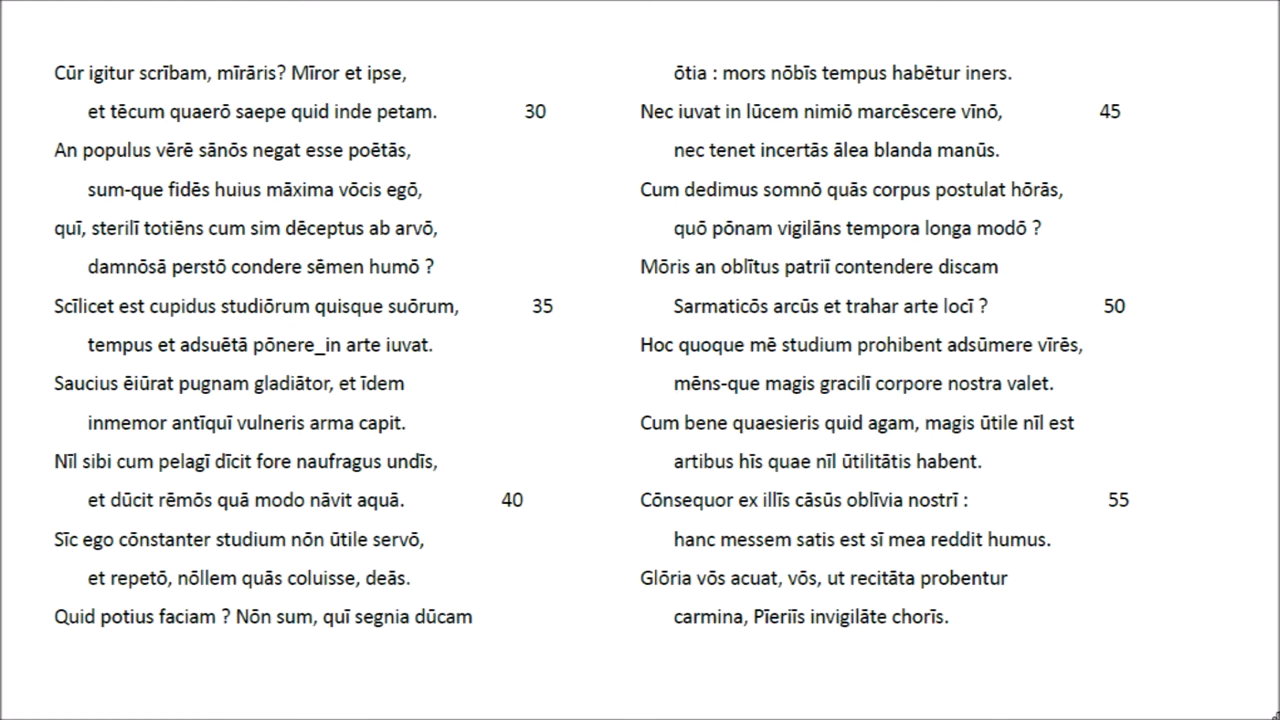 Cūr igitur scrībam, mīrāris? Mīror et ipse,
et tēcum quaerō saepe quid inde petam. 30
An populus vērē sānōs negat esse poētās,
sum-que fidēs huius māxima vōcis egō,
quī, sterilī totiēns cum sim dēceptus ab arvō,
damnōsā perstō condere sēmen humō ?
Scīlicet est cupidus studiōrum quisque suōrum, 35
tempus et adsuētā pōnere_in arte iuvat.
Saucius ēiūrat pugnam gladiātor, et īdem
inmemor antīquī vulneris arma capit.
Nīl sibi cum pelagī dīcit fore naufragus undīs,
et dūcit rēmōs quā modo nāvit aquā. 40
Sīc ego cōnstanter studium nōn ūtile servō,
et repetō, nōllem quās coluisse, deās.
Quid potius faciam ? Nōn sum, quī segnia dūcam
ōtia : mors nōbīs tempus habētur iners.
Nec iuvat in lūcem nimiō marcēscere vīnō, 45
nec tenet incertās ālea blanda manūs.
Cum dedimus somnō quās corpus postulat hōrās,
quō pōnam vigilāns tempora longa modō ?
Mōris an oblītus patriī contendere discam
Sarmaticōs arcūs et trahar arte locī ? 50
Hoc quoque mē studium prohibent adsūmere vīrēs,
mēns-que magis gracilī corpore nostra valet.
Cum bene quaesieris quid agam, magis ūtile nīl est
artibus hīs quae nīl ūtilitātis habent.
Cōnsequor ex illīs cāsūs oblīvia nostrī : 55
hanc messem satis est sī mea reddit humus.
Glōria vōs acuat, vōs, ut recitāta probentur
carmina, Pīeriīs invigilāte chorīs.